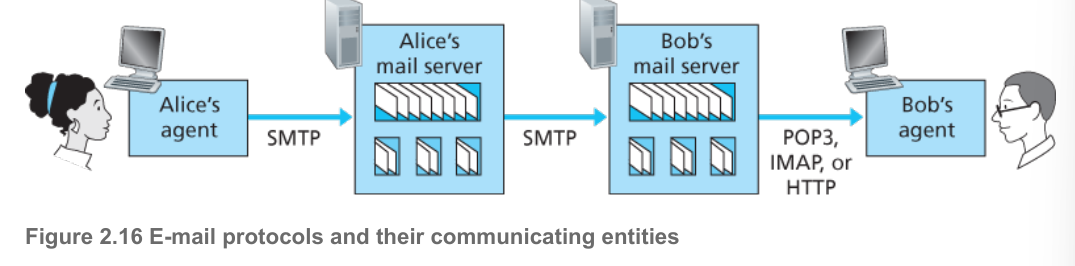 Alice's
agent
SMTP
Alice's
mail server
SMTP
Bob's
mail server
POP3,
IMAP, or
HTTP
Bob's
agent
Figure 2.16 E-mail protocols and their communicating entities